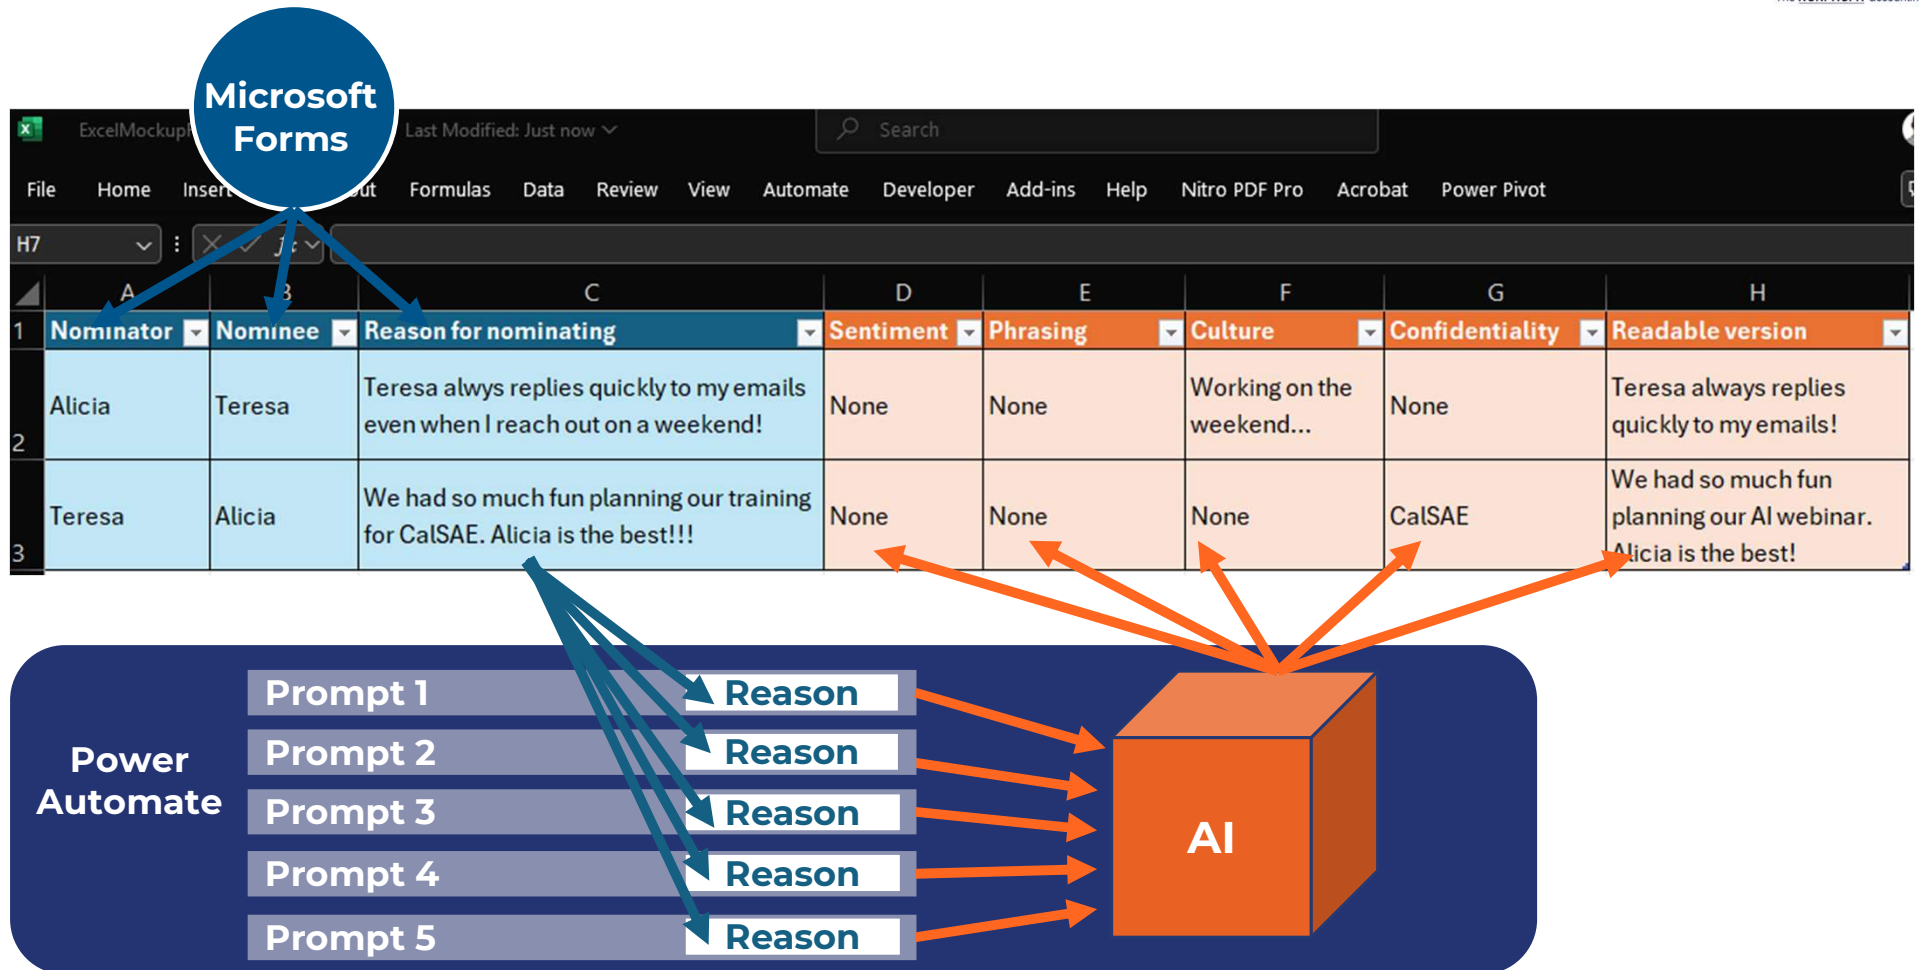 Microsoft
Forms
Last Modified: Just now
Search
File Home Formulas Data Review View Automate Developer Add-ins Help Nitro PDF Pro Acrobat Power Pivot
H7
A C D E F G H
1 Nominator Nominee Reason for nominating Sentiment Phrasing Culture Confidentiality Readable version
2
Alicia
Teresa
Teresa alwys replies quickly to my emails
even when I reach out on a weekend!
None
None
Working on the
weekend...
None
Teresa always replies
quickly to my emails!
3
Teresa
Alicia
We had so much fun planning our training
for CalSAE. Alicia is the best!!!
None
None
None
CalSAE
We had so much fun
planning our AI webinar.
Alicia is the best!
Power
Automate
Prompt 1 Reason
Prompt 2 Reason
Prompt 3 Reason
Prompt 4 Reason
Prompt 5 Reason
AI